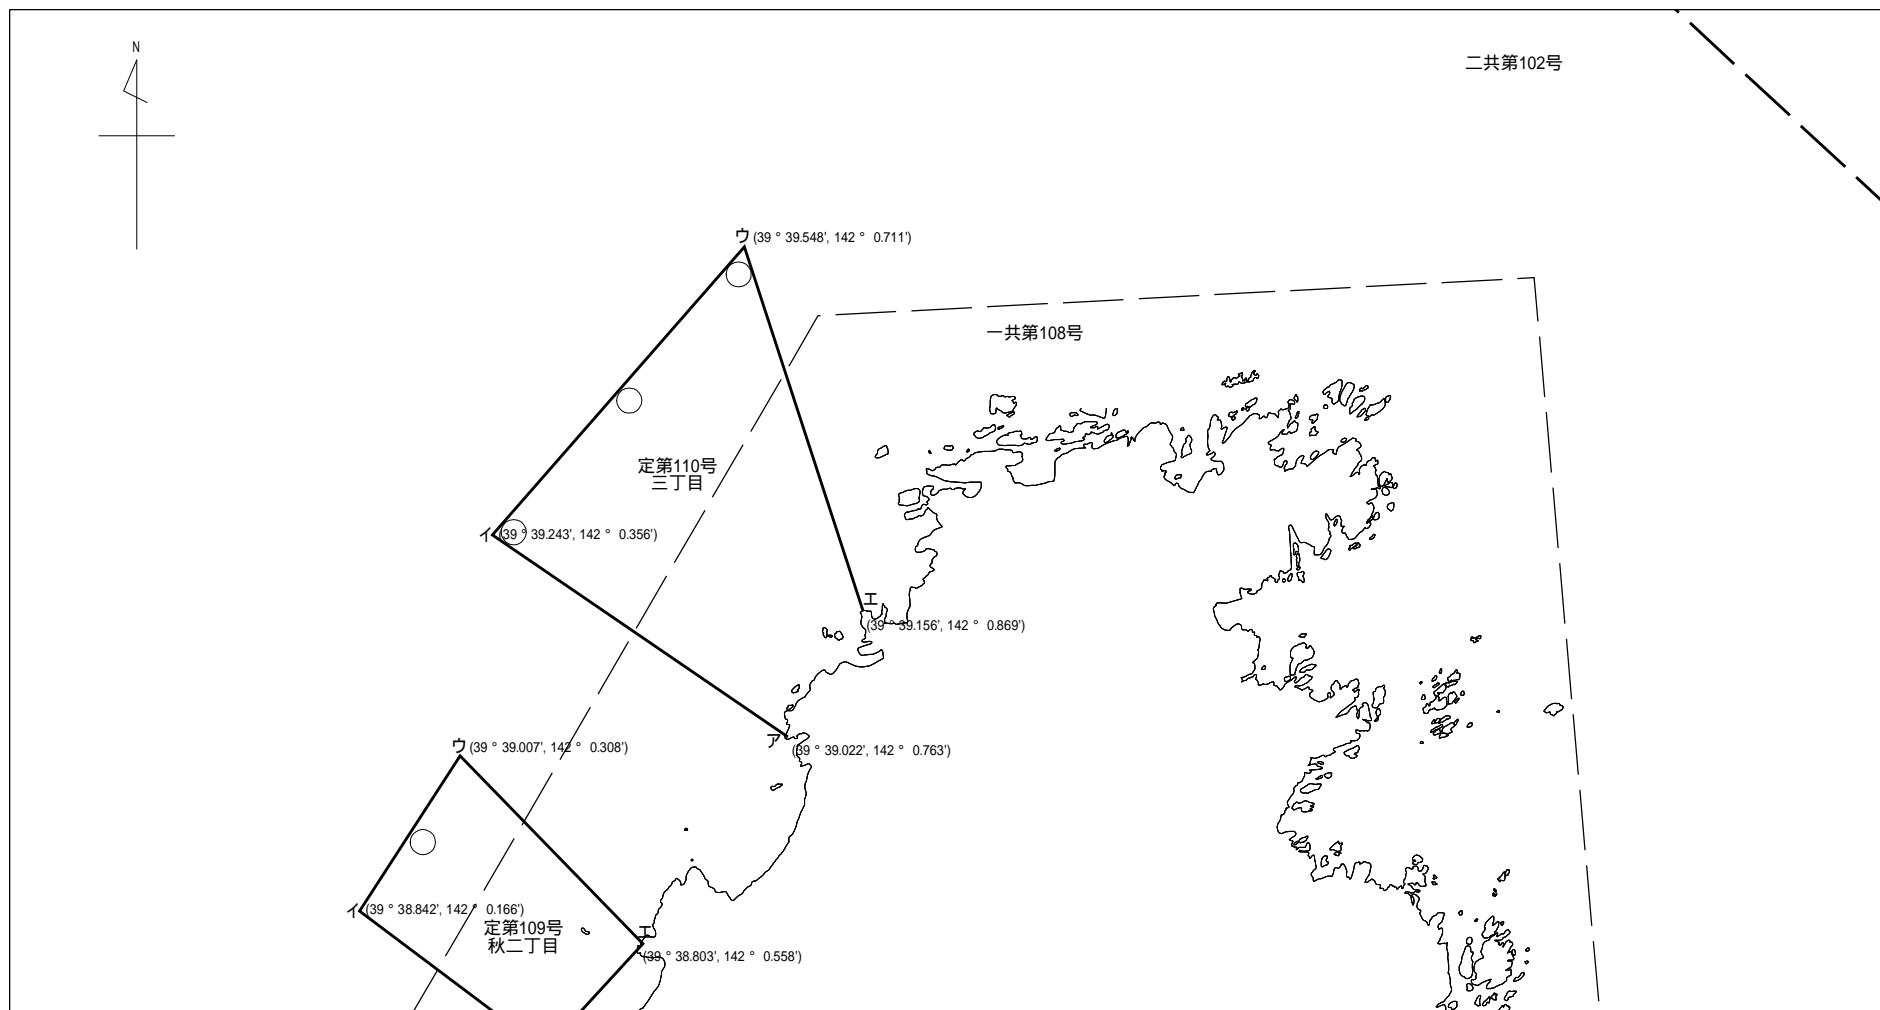 N
二共第102号
ウ (39 ° 39.548', 142 ° 0.711')
一共第108号
定第110号
三丁目
イ (39 ° 39.243', 142 ° 0.356')
エ
(39 ° 39.156', 142 ° 0.869')
ア
(39 ° 39.022', 142 ° 0.763')
ウ (39 ° 39.007', 142 ° 0.308')
イ (39 ° 38.842', 142 ° 0.166')
定第109号
秋二丁目
エ
(39 ° 38.803', 142 ° 0.558')